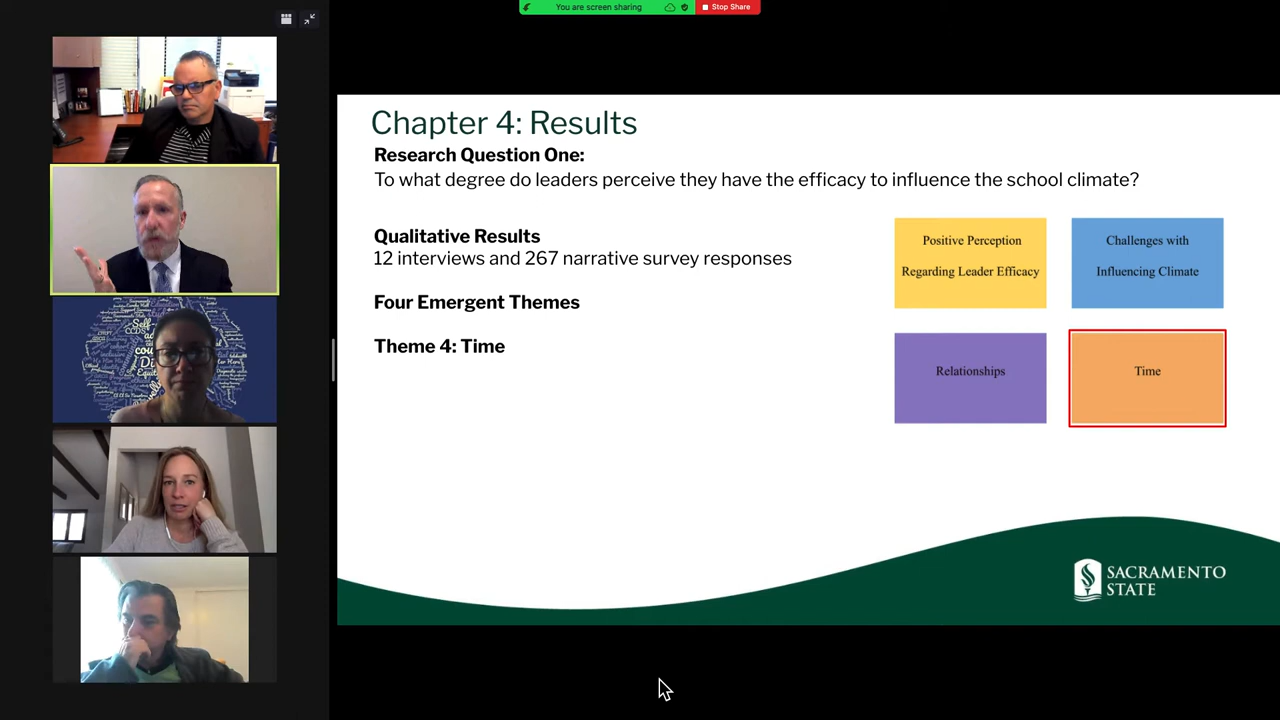 You are screen sharing
Stop Share
Chapter 4: Results
Research Question One:
To what degree do leaders perceive they have the efficacy to influence the school climate?
Qualitative Results
12 interviews and 267 narrative survey responses
Four Emergent Themes
Theme 4: Time
Positive Perception
Regarding Leader Efficacy
Challenges with
Influencing Climate
Relationships
Time
SACRAMENTO
STATE